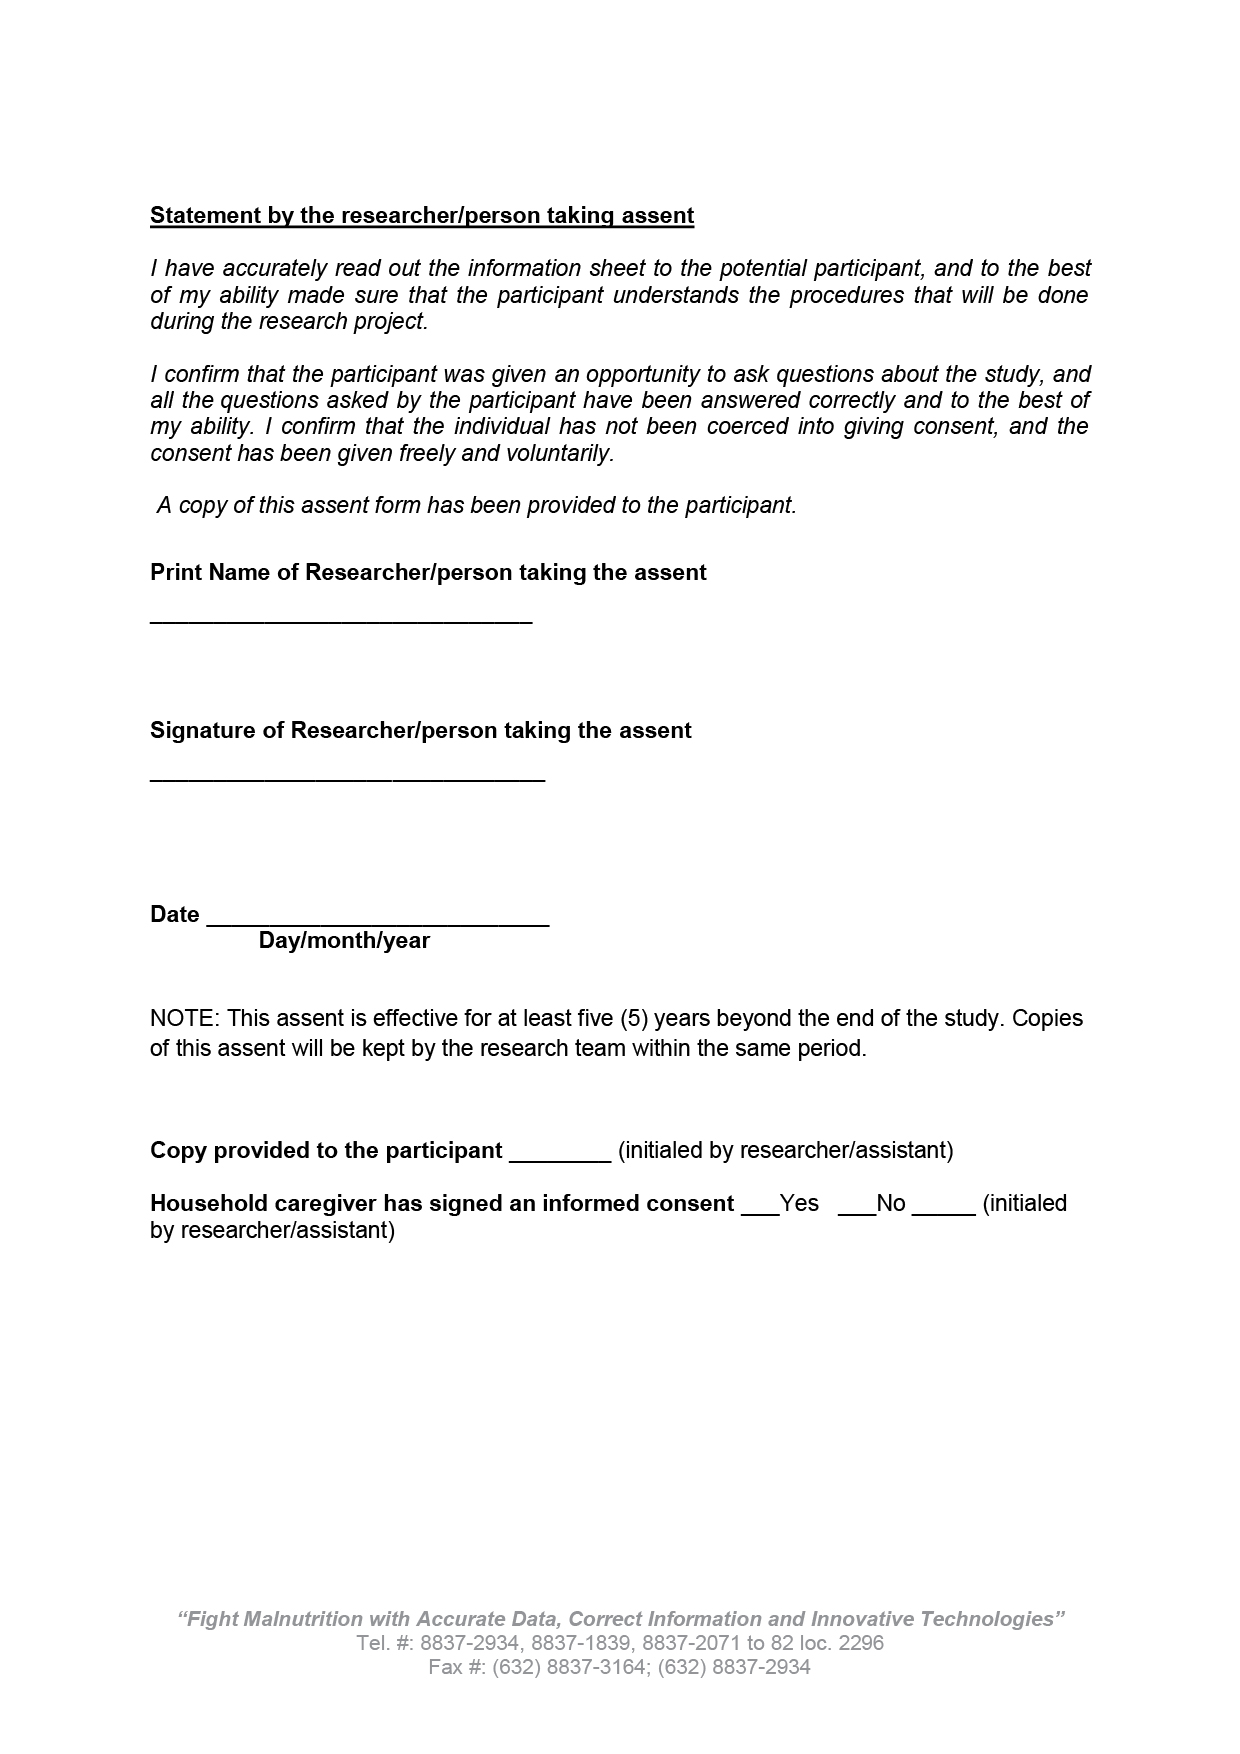 Statement by the researcher/person taking assent
I have accurately read out the information sheet to the potential participant, and to the best
of my ability made sure that the participant understands the procedures that will be done
during the research project.
I confirm that the participant was given an opportunity to ask questions about the study, and
all the questions asked by the participant have been answered correctly and to the best of
my ability. I confirm that the individual has not been coerced into giving consent, and the
consent has been given freely and voluntarily.
A copy of this assent form has been provided to the participant.
Print Name of Researcher/person taking the assent
______________________________
Signature of Researcher/person taking the assent
_______________________________
Date ___________________________
Day/month/year
NOTE: This assent is effective for at least five (5) years beyond the end of the study. Copies
of this assent will be kept by the research team within the same period.
Copy provided to the participant ________ (initialed by researcher/assistant)
Household caregiver has signed an informed consent ___Yes ___No _____ (initialed
by researcher/assistant)
“Fight Malnutrition with Accurate Data, Correct Information and Innovative Technologies”
Tel. #: 8837-2934, 8837-1839, 8837-2071 to 82 loc. 2296
Fax #: (632) 8837-3164; (632) 8837-2934